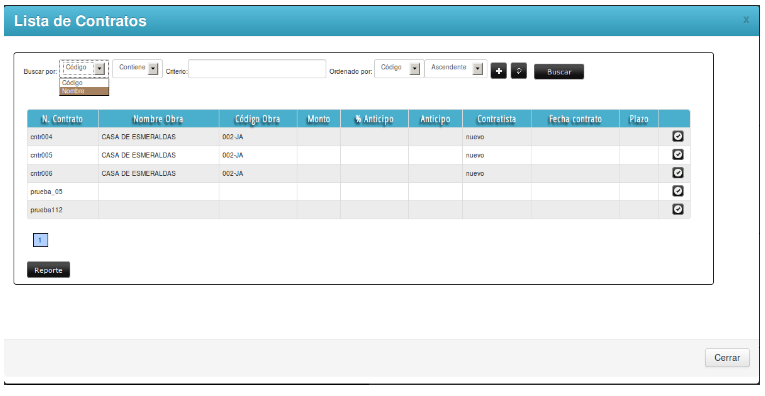 Lista de Contratos x
Buscar por: Código Contiene Criterio: Ordenado por: Código Ascendente Buscar
Código
Nombre
N. Contrato Nombre Obra Código Obra Monto % Anticipo Anticipo Contratista Fecha contrato Plazo
cntr004 CASA DE ESMERALDAS 002-JA nuevo
cntr005 CASA DE ESMERALDAS 002-JA nuevo
cntr006 CASA DE ESMERALDAS 002-JA nuevo
prueba_05
prueba112
1
Reporte
Cerrar